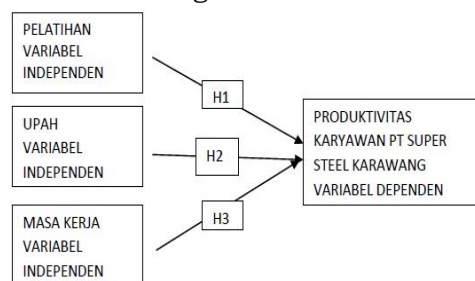 PELATIHAN
VARIABEL
INDEPENDEN
H1
UPAH
VARIABEL
INDEPENDEN
H2
PRODUKTIVITAS
KARYAWAN PT SUPER
STEEL KARAWANG
VARIABEL DEPENDEN
H3
MASA KERJA
VARIABEL
INDEPENDEN